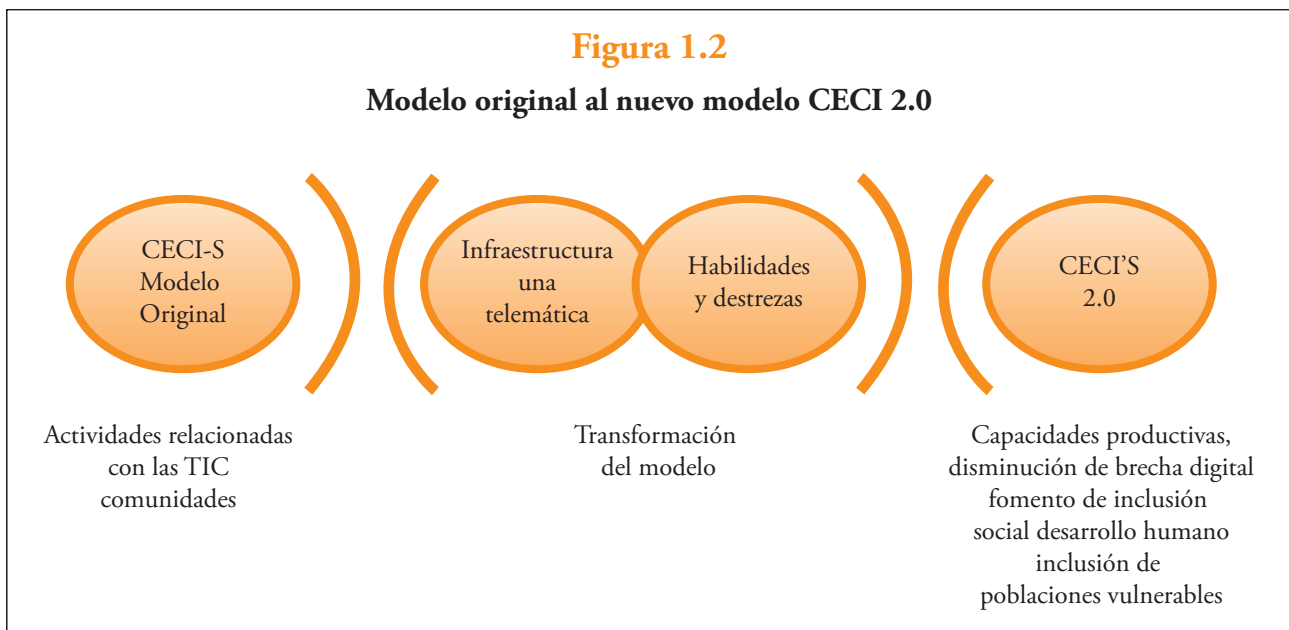 Figura 1.2
Modelo original al nuevo modelo CECI 2.0
CECI-S
Modelo
Original
Infraestructura
una
telemática
Habilidades
y destrezas
CECI’S
2.0
Actividades relacionadas
con las TIC
comunidades
Transformación
del modelo
Capacidades productivas,
disminución de brecha digital
fomento de inclusión
social desarrollo humano
inclusión de
poblaciones vulnerables